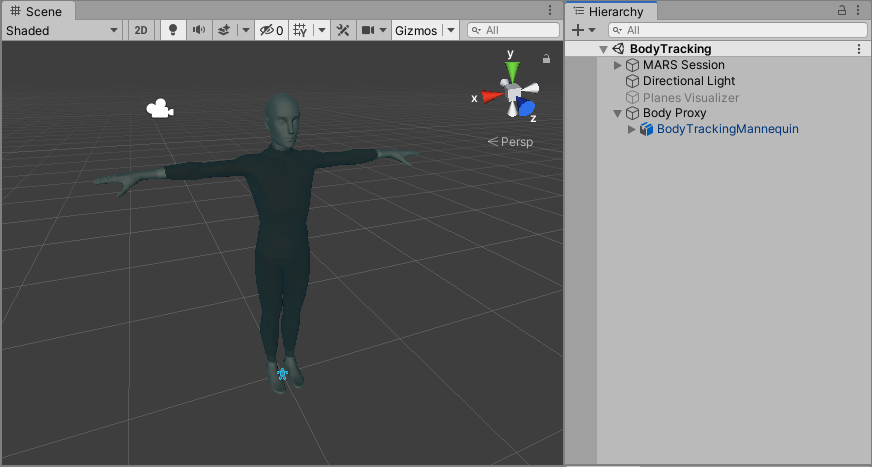 Scene
Shaded
2D
0
Gizmos
All
y
x
z
Persp
Hierarchy
All
BodyTracking
MARS Session
Directional Light
Planes Visualizer
Body Proxy
BodyTrackingMannequin